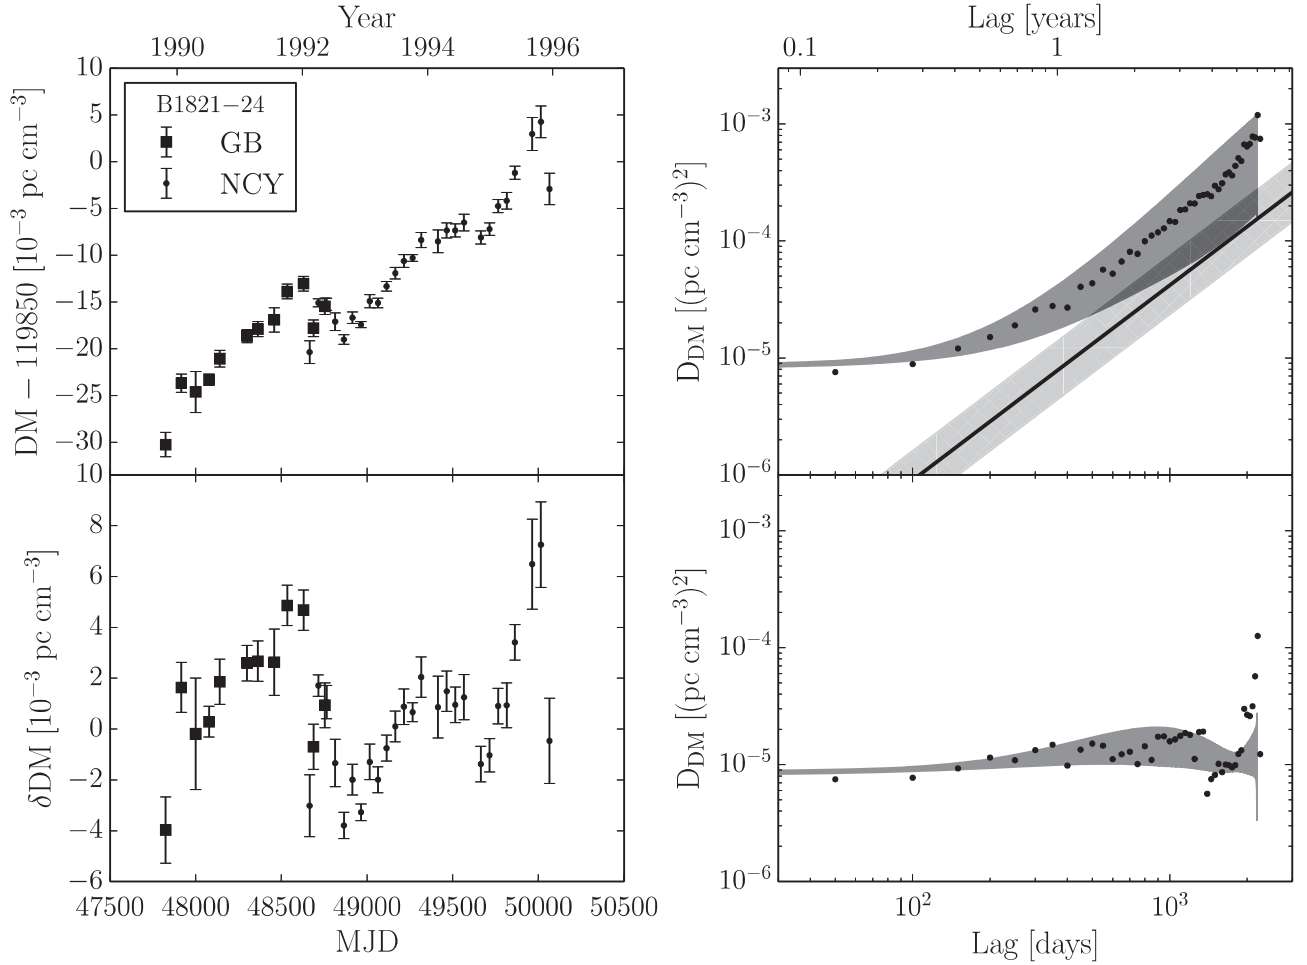 Year
1990 1992 1994 1996
DM − 119850 [10−3 pc cm−3]
10
5
0
−5
−10
−15
−20
−25
−30
B1821−24
GB
NCY
Lag [years]
0.1 1
DDM [(pc cm−3)2]
10−3
10−4
10−5
10−6
δDM [10−3 pc cm−3]
10
8
6
4
2
0
−2
−4
−6
47500 48000 48500 49000 49500 50000 50500
MJD
DDM [(pc cm−3)2]
10−3
10−4
10−5
10−6
102 103
Lag [days]